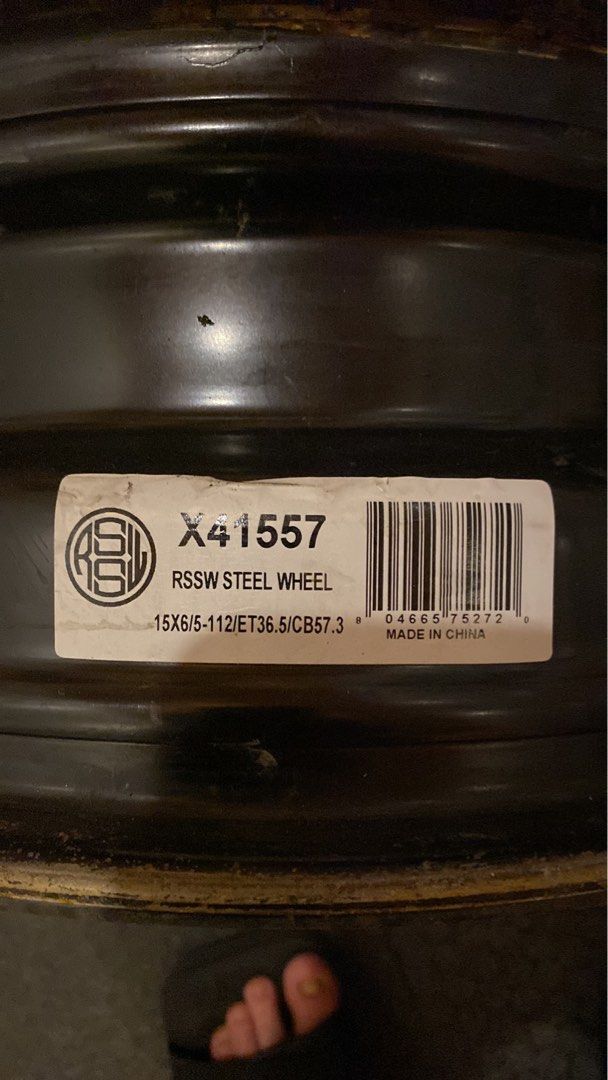 RSSW
X41557
RSSW STEEL WHEEL
15X6/5-112/ET36.5/CB57.3
8 04665 75272 0
MADE IN CHINA